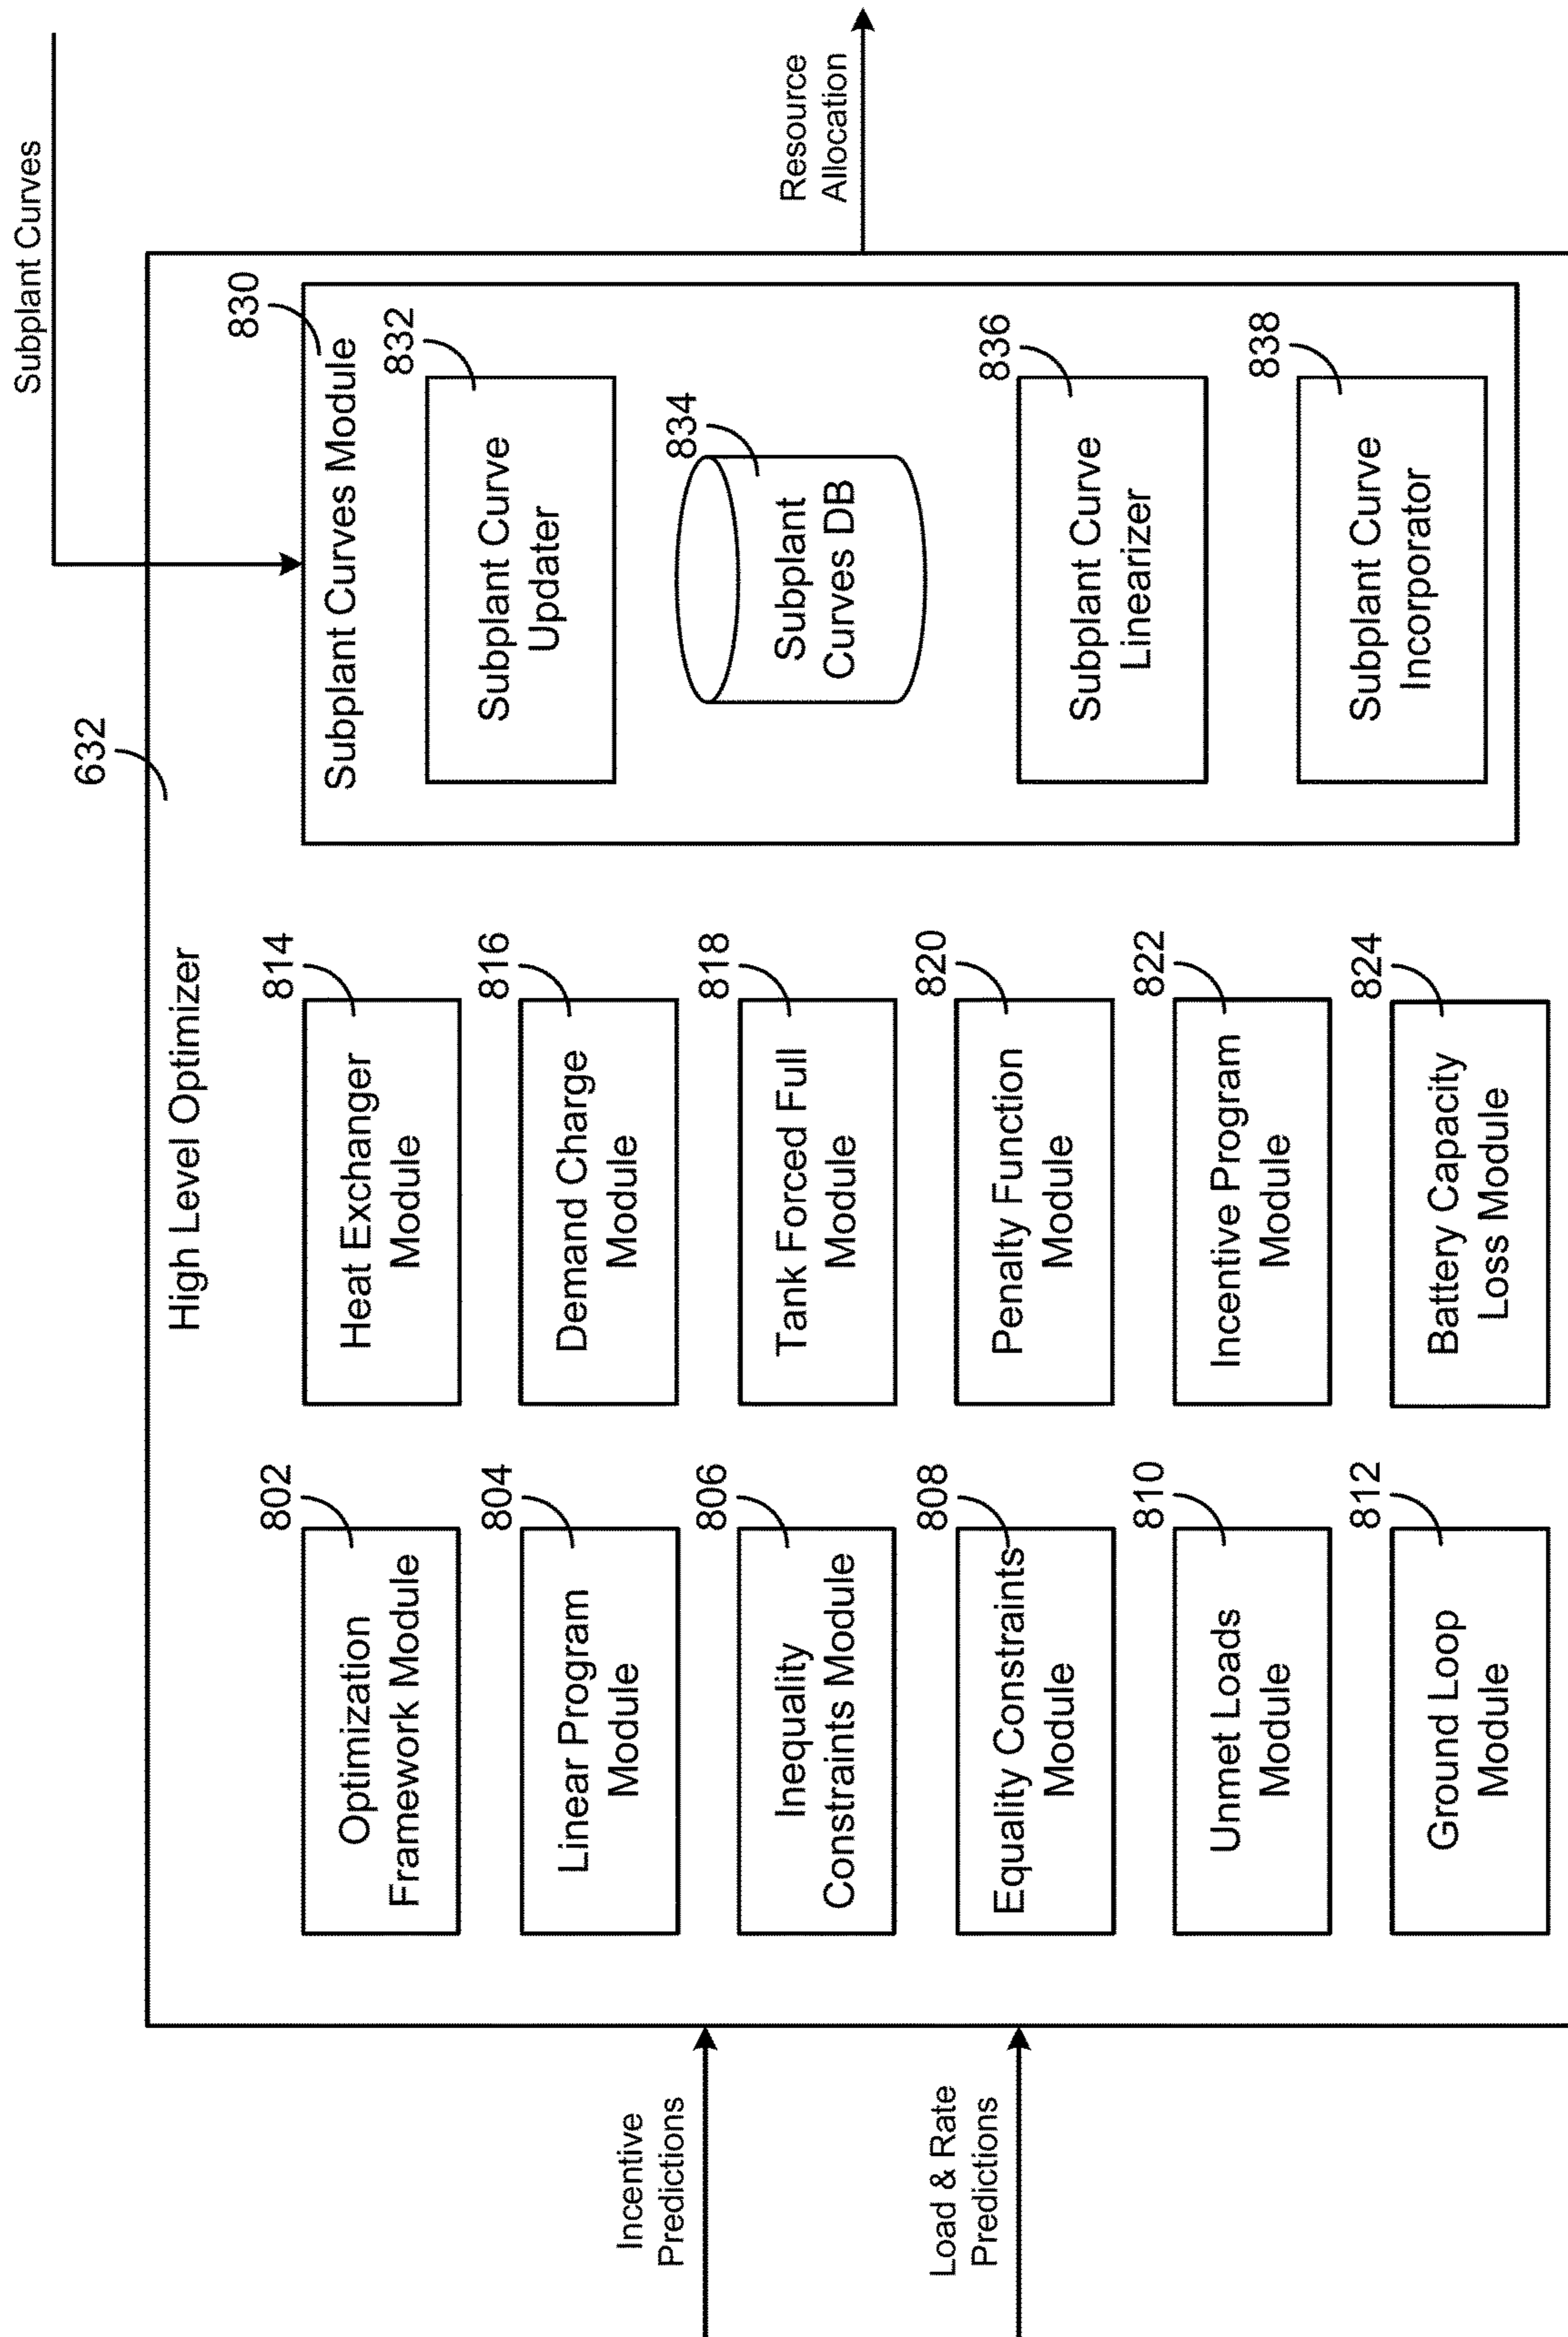 Subplant Curves
632
High Level Optimizer
802
Optimization
Framework Module
804
Linear Program
Module
806
Inequality
Constraints Module
808
Equality Constraints
Module
810
Unmet Loads
Module
812
Ground Loop
Module
814
Heat Exchanger
Module
816
Demand Charge
Module
818
Tank Forced Full
Module
820
Penalty Function
Module
822
Incentive Program
Module
824
Battery Capacity
Loss Module
830
Subplant Curves Module
832
Subplant Curve
Updater
834
Subplant
Curves DB
836
Subplant Curve
Linearizer
838
Subplant Curve
Incorporator
Incentive
Predictions
Load & Rate
Predictions
Resource
Allocation